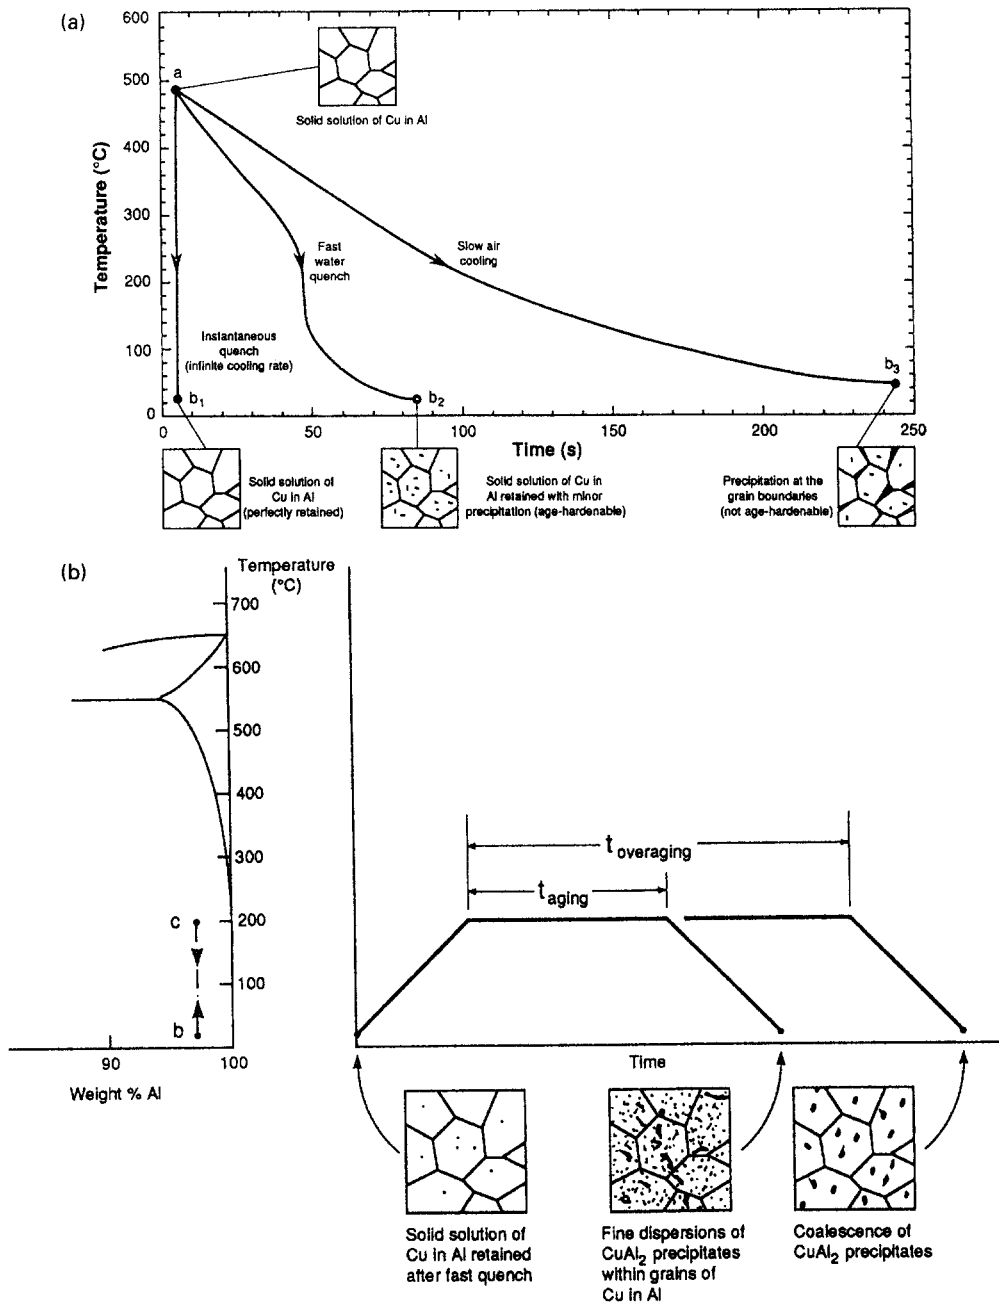 (a)
600
500
400
300
200
100
0
Temperature (°C)
a
Solid solution of Cu in Al
Fast
water
quench
Slow air
cooling
Instantaneous
quench
(infinite cooling rate)
b1
b2
b3
0
50
100
150
200
250
Time (s)
Solid solution of
Cu in Al
(perfectly retained)
Solid solution of Cu in
Al retained with minor
precipitation (age-hardenable)
Precipitation at the
grain boundaries
(not age-hardenable)
(b)
Temperature
(°C)
700
600
500
400
300
200
100
c
b
90
100
Weight % Al
t overaging
t aging
Time
Solid solution of
Cu in Al retained
after fast quench
Fine dispersions of
CuAl2 precipitates
within grains of
Cu in Al
Coalescence of
CuAl2 precipitates